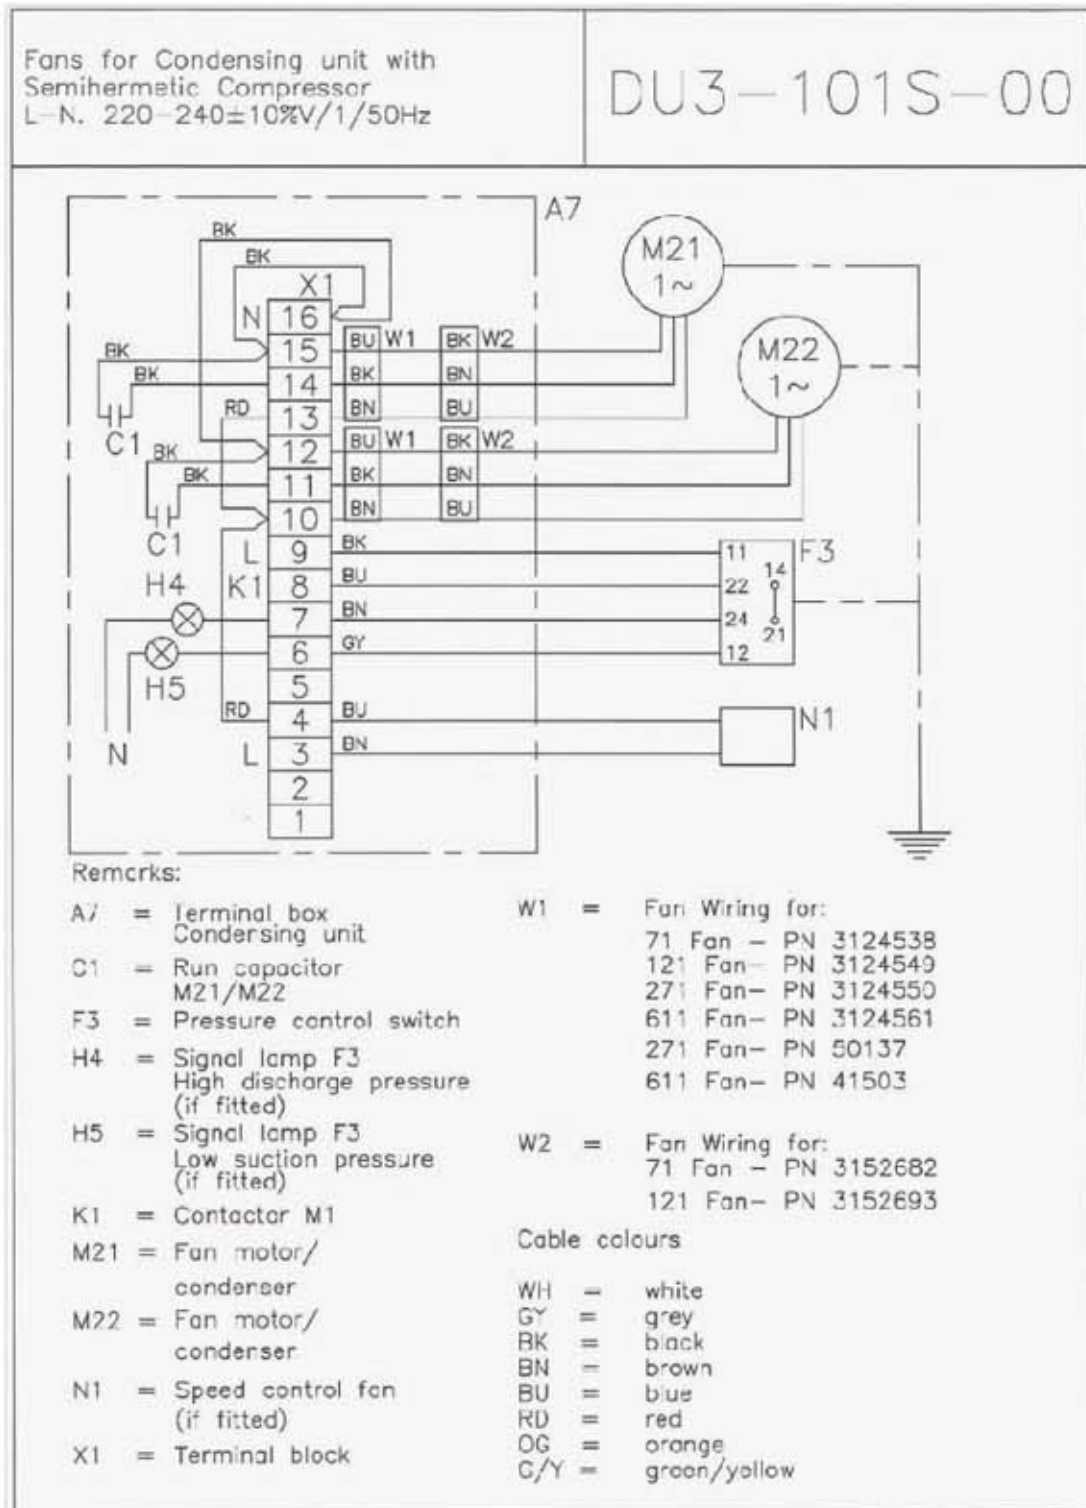 Fans for Condensing unit with
Semihermetic Compressor
L-N. 220-240±10%V/1/50Hz
DU3-101S-00
A7
BK
BK
X1
N 16
15 BU W1 BK W2
14 BK BN
RD 13 BN BU
12 BU W1 BK W2
11 BK BN
10 BN BU
L 9 BK
K1 8 BU
7 BN
6 GY
5
RD 4 BU
L 3 BN
2
1
BK
BK
C1
BK
BK
C1
H4
H5
N
M21
1~
M22
1~
11 F3
22 14
24 21
12
N1
Remarks:
A7 = Terminal box
Condersing unit
C1 = Run capacitor
M21/M22
F3 = Pressure control switch
H4 = Signal lamp F3
High discharge pressure
(if fitted)
H5 = Signal lamp F3
Low suction pressure
(if fitted)
K1 = Contactor M1
M21 = Fan motor/
condenser
M22 = Fan motor/
condenser
N1 = Speed control fan
(if fitted)
X1 = Terminal block
W1 = Fan Wiring for:
71 Fan - PN 3124538
121 Fan- PN 3124549
271 Fan- PN 3124550
611 Fan- PN 3124561
271 Fan- PN 50137
611 Fan- PN 41503
W2 = Fan Wiring for:
71 Fan - PN 3152682
121 Fan- PN 3152693
Cable colours
WH = white
GY = grey
BK = black
BN = brown
BU = blue
RD = red
OG = orange
G/Y = green/yellow